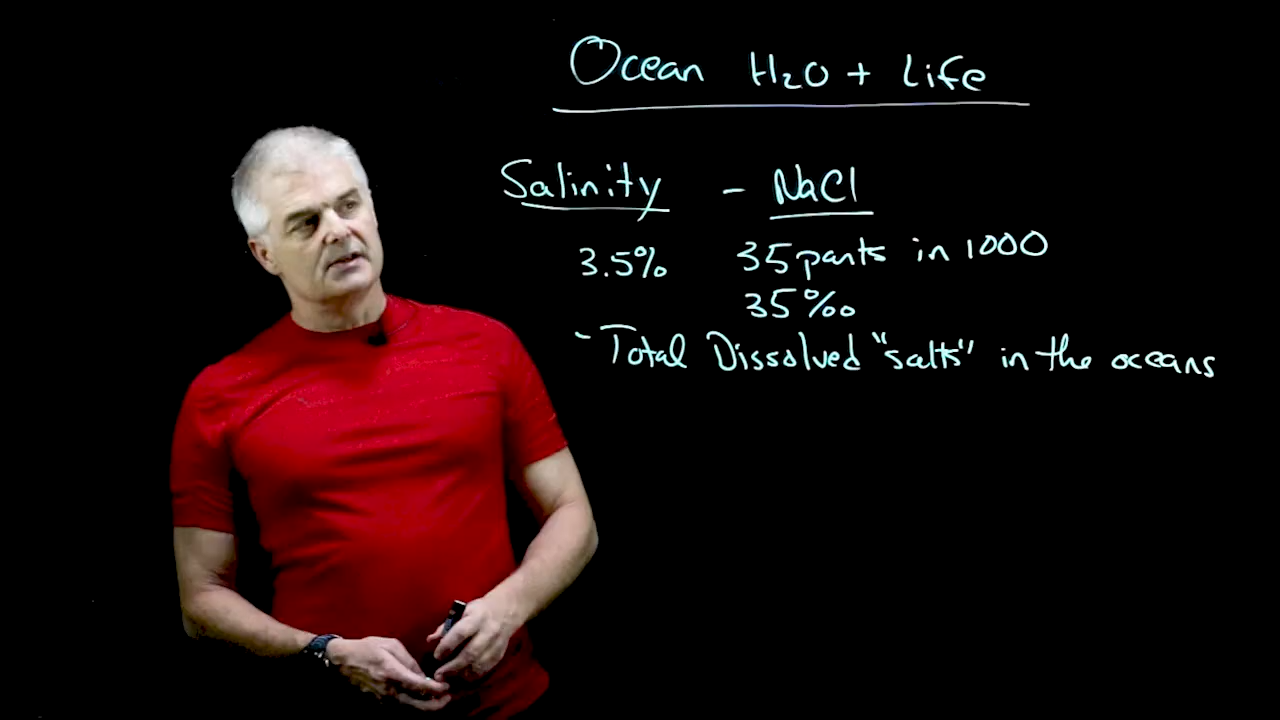 Ocean H2O + Life
Salinity - NaCl
3.5% 35 parts in 1000
35‰
- Total Dissolved "salts" in the oceans